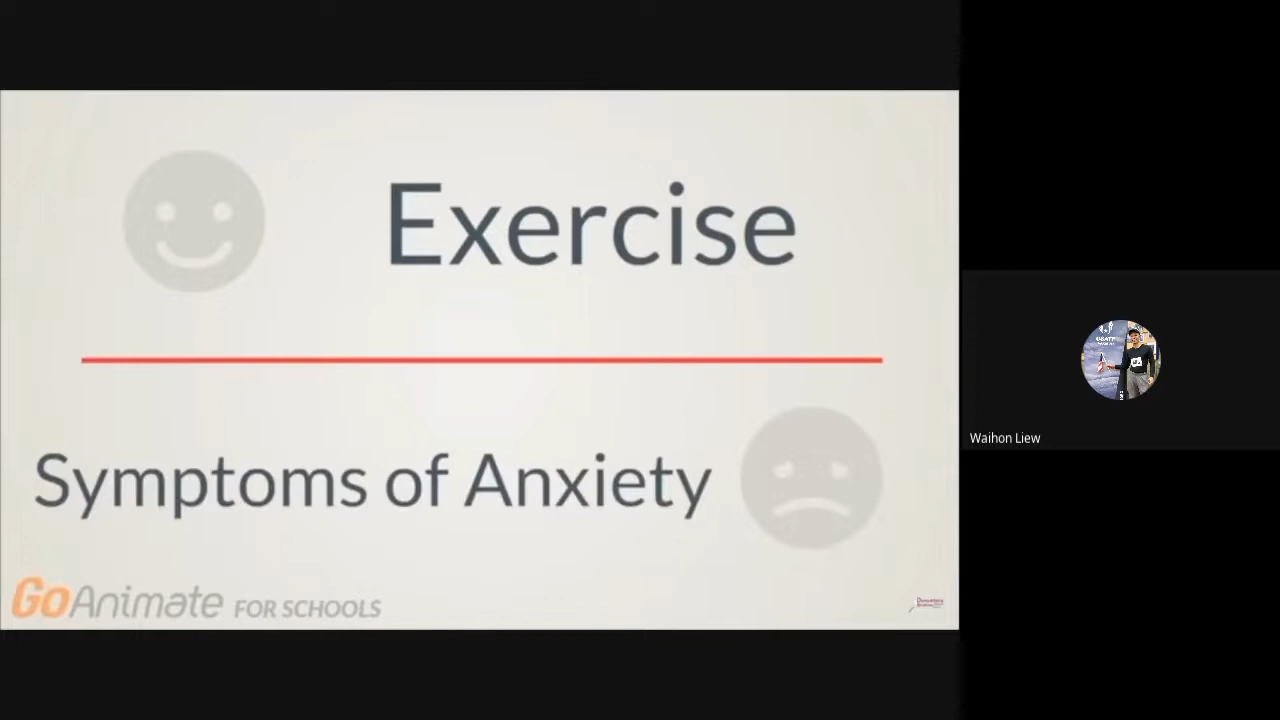 Exercise
Symptoms of Anxiety
GoAnimate FOR SCHOOLS
Waihon Liew